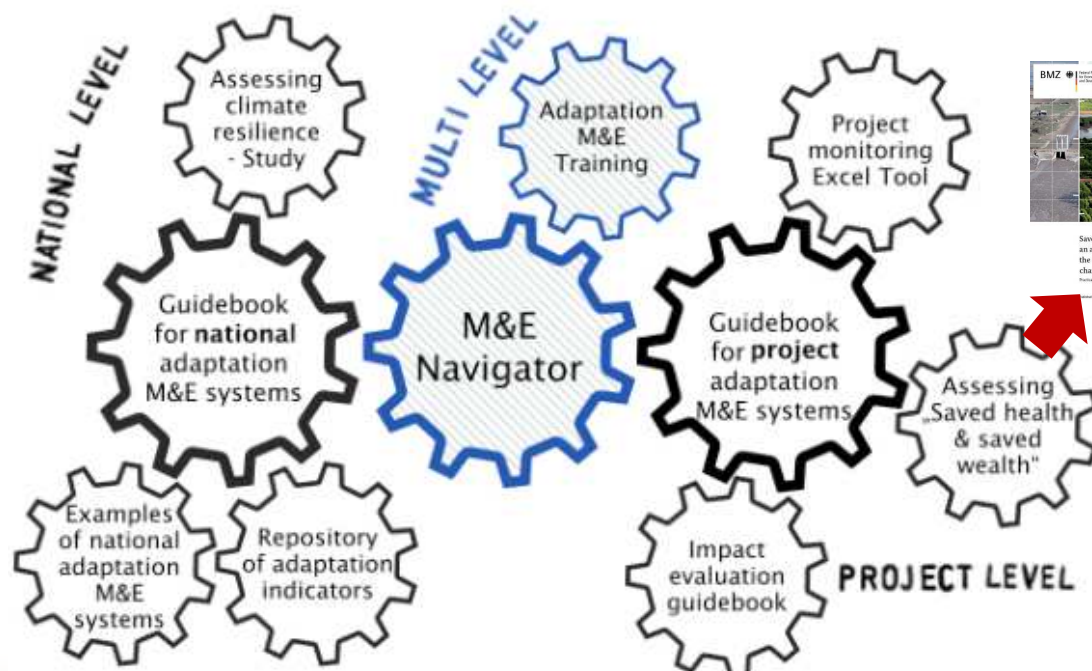 NATIONAL LEVEL
Assessing
climate
resilience
- Study
Guidebook
for national
adaptation
M&E systems
Examples
of national
adaptation
M&E
systems
Repository
of adaptation
indicators
MULTI LEVEL
Adaptation
M&E
Training
M&E
Navigator
Project
monitoring
Excel Tool
Guidebook
for project
adaptation
M&E systems
Assessing
„Saved health
& saved
wealth"
Impact
evaluation
guidebook
PROJECT LEVEL
BMZ